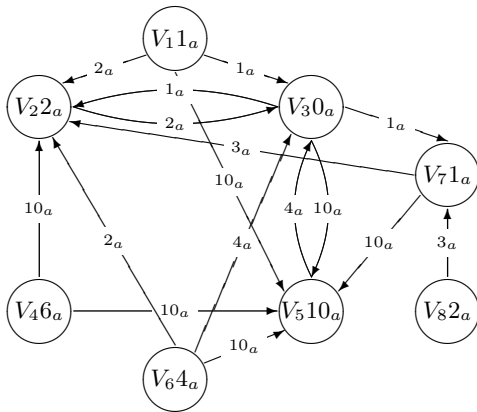 V₁1ₐ
2ₐ
1ₐ
1ₐ
V₂2ₐ
V₃0ₐ
2ₐ
1ₐ
3ₐ
V₇1ₐ
10ₐ
10ₐ
4ₐ
10ₐ
2ₐ
4ₐ
10ₐ
3ₐ
V₄6ₐ
10ₐ
V₅10ₐ
V₈2ₐ
10ₐ
V₆4ₐ